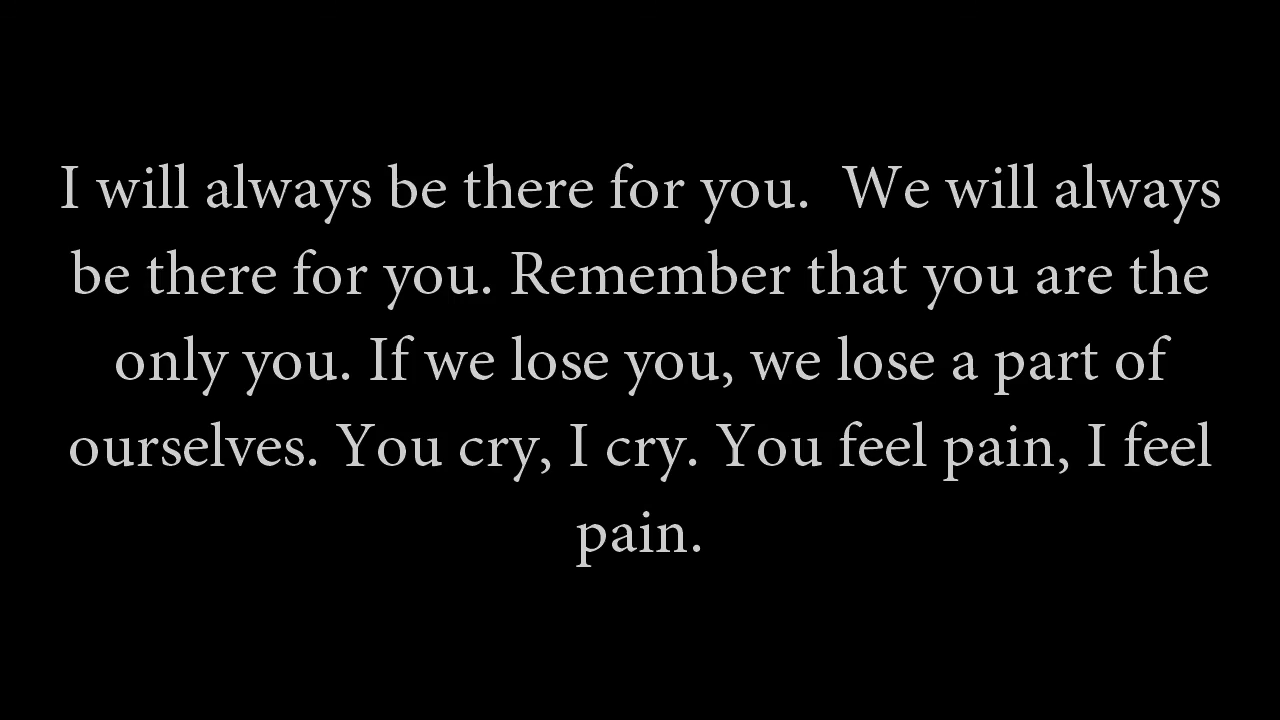 I will always be there for you.  We will always
be there for you. Remember that you are the
only you. If we lose you, we lose a part of
ourselves. You cry, I cry. You feel pain, I feel
pain.